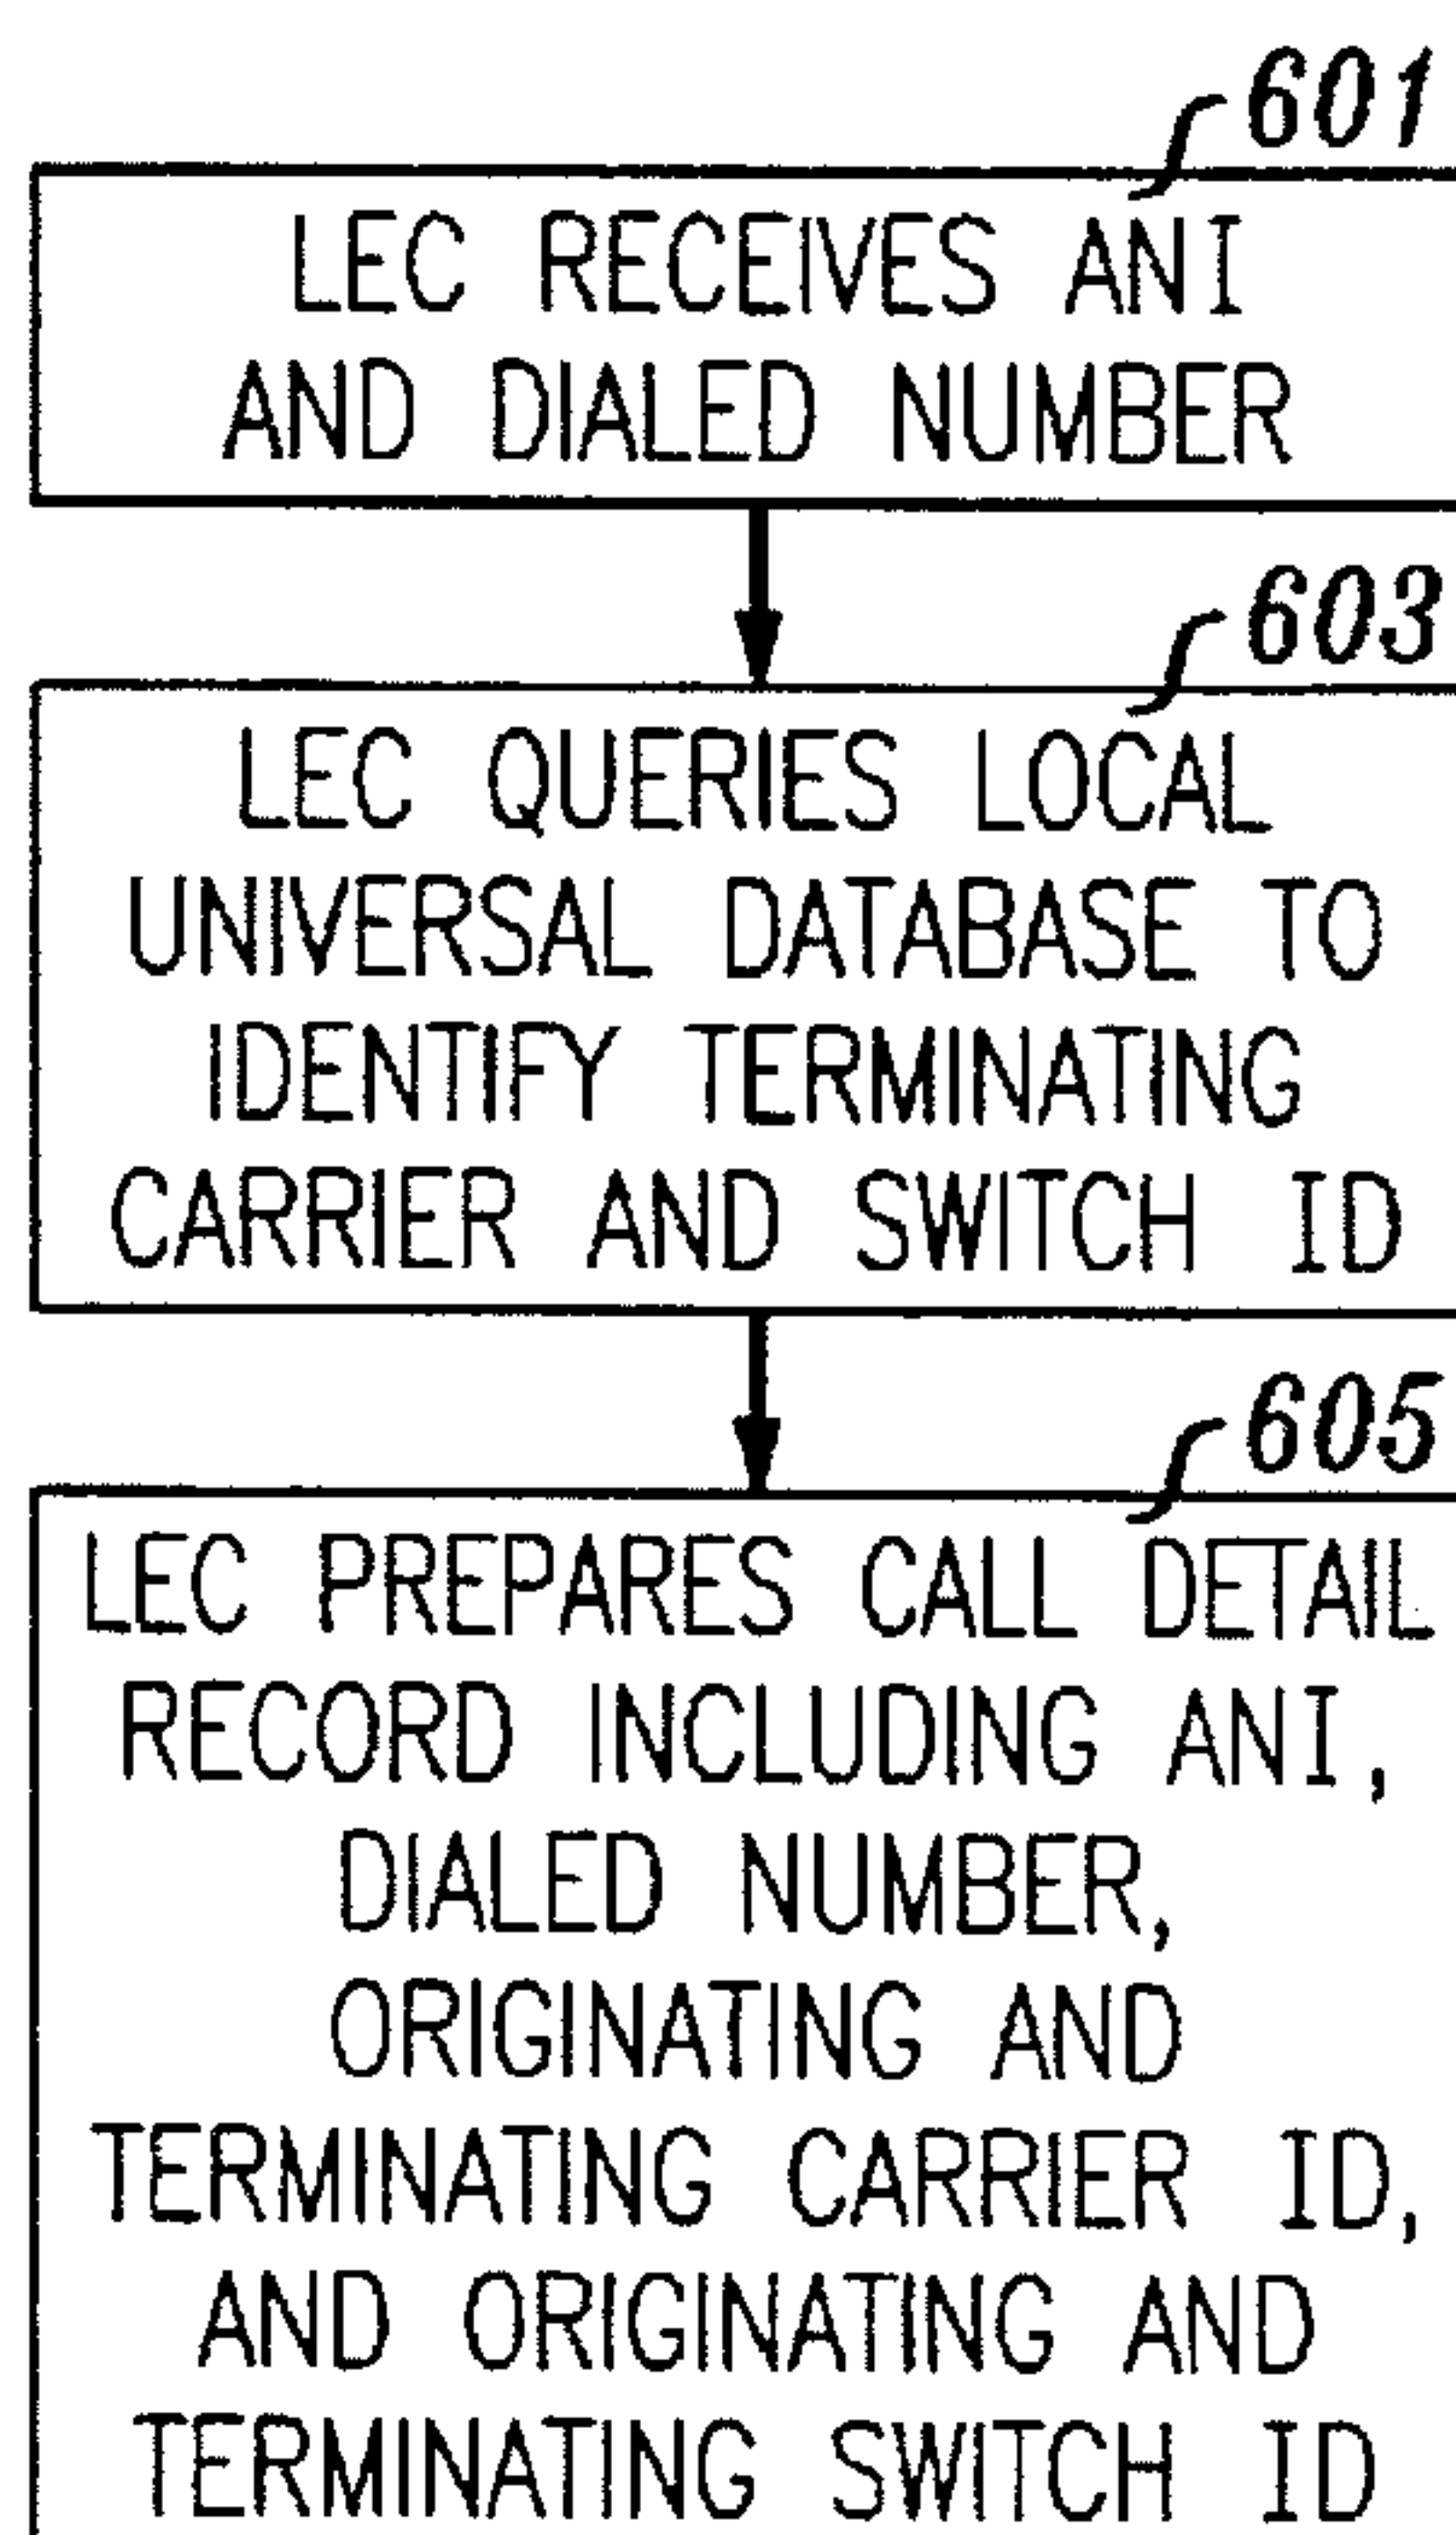 601
LEC RECEIVES ANI
AND DIALED NUMBER
603
LEC QUERIES LOCAL
UNIVERSAL DATABASE TO
IDENTIFY TERMINATING
CARRIER AND SWITCH ID
605
LEC PREPARES CALL DETAIL
RECORD INCLUDING ANI,
DIALED NUMBER,
ORIGINATING AND
TERMINATING CARRIER ID,
AND ORIGINATING AND
TERMINATING SWITCH ID